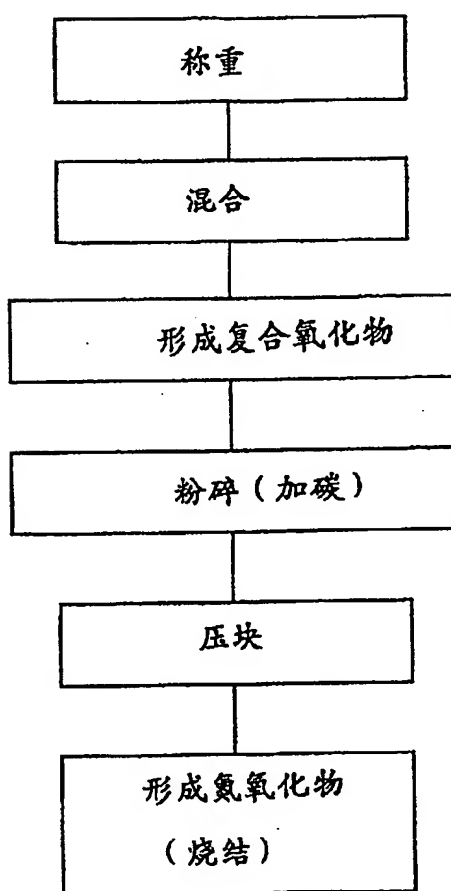 称重
混合
形成复合氧化物
粉碎（加碳）
压块
形成氮氧化物
（烧结）